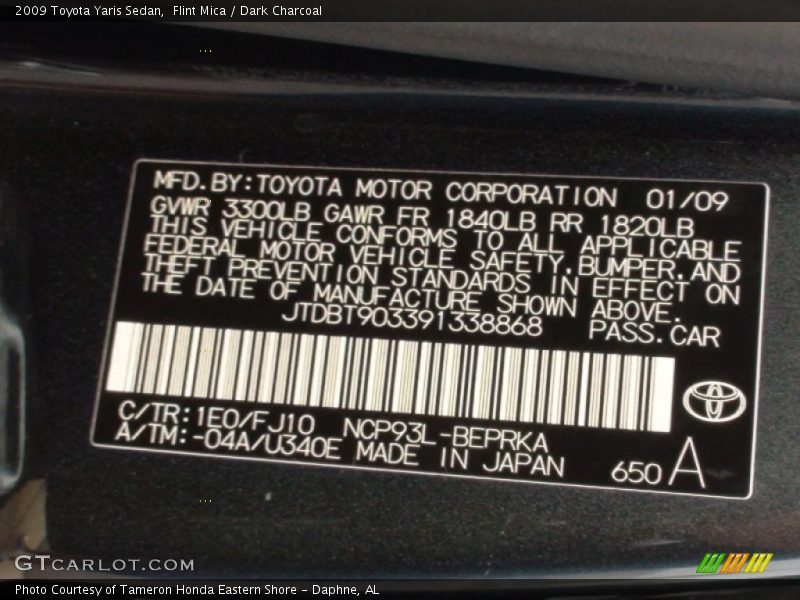 2009 Toyota Yaris Sedan,  Flint Mica / Dark Charcoal
MFD.BY:TOYOTA MOTOR CORPORATION 01/09
GVWR 3300LB GAWR FR 1840LB RR 1820LB
THIS VEHICLE CONFORMS TO ALL APPLICABLE
FEDERAL MOTOR VEHICLE SAFETY,BUMPER,AND
THEFT PREVENTION STANDARDS IN EFFECT ON
THE DATE OF MANUFACTURE SHOWN ABOVE.
JTDBT903391338868 PASS.CAR
C/TR:1E0/FJ10 NCP93L-BEPRKA
A/TM:-04A/U340E MADE IN JAPAN 650 A
GTCARLOT.COM
Photo Courtesy of Tameron Honda Eastern Shore - Daphne, AL